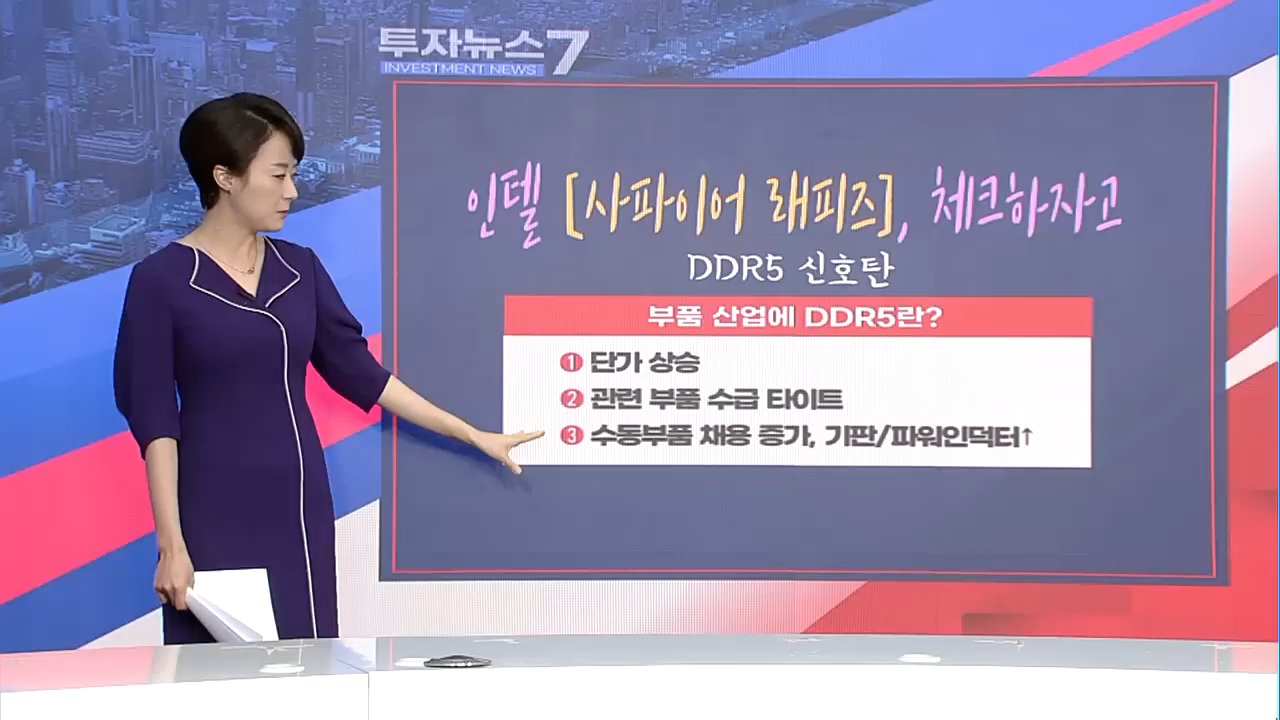 투자뉴스7
INVESTMENT NEWS
인텔 [사파이어 래피즈], 체크하자고
DDR5 신호탄
부품 산업에 DDR5란?
1 단가 상승
2 관련 부품 수급 타이트
3 수동부품 채용 증가, 기판/파워인덕터↑